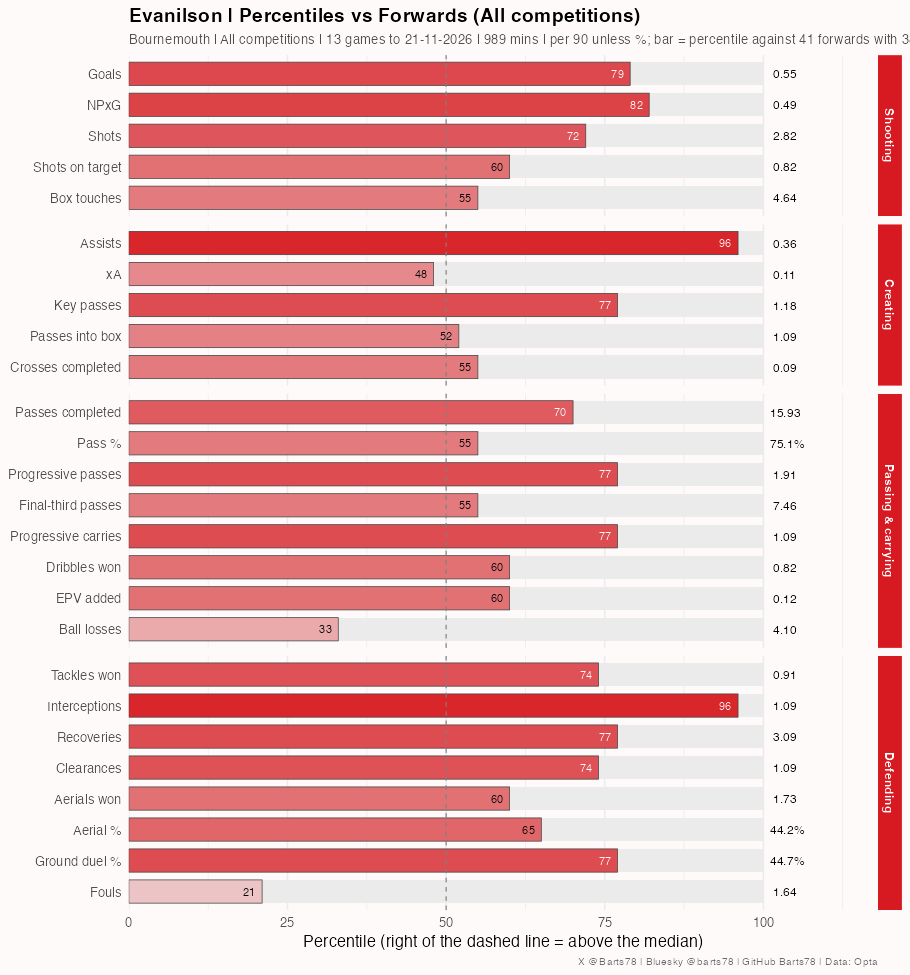 Evanilson | Percentiles vs Forwards (All competitions)
Bournemouth | All competitions | 13 games to 21-11-2026 | 989 mins | per 90 unless %; bar = percentile against 41 forwards with 3
Goals 79 0.55
NPxG 82 0.49
Shots 72 2.82
Shots on target 60 0.82
Box touches 55 4.64
Shooting
Assists 96 0.36
xA 48 0.11
Key passes 77 1.18
Passes into box 52 1.09
Crosses completed 55 0.09
Creating
Passes completed 70 15.93
Pass % 55 75.1%
Progressive passes 77 1.91
Final-third passes 55 7.46
Progressive carries 77 1.09
Dribbles won 60 0.82
EPV added 60 0.12
Ball losses 33 4.10
Passing & carrying
Tackles won 74 0.91
Interceptions 96 1.09
Recoveries 77 3.09
Clearances 74 1.09
Aerials won 60 1.73
Aerial % 65 44.2%
Ground duel % 77 44.7%
Fouls 21 1.64
Defending
0 25 50 75 100
Percentile (right of the dashed line = above the median)
X @Barts78 | Bluesky @barts78 | GitHub Barts78 | Data: Opta